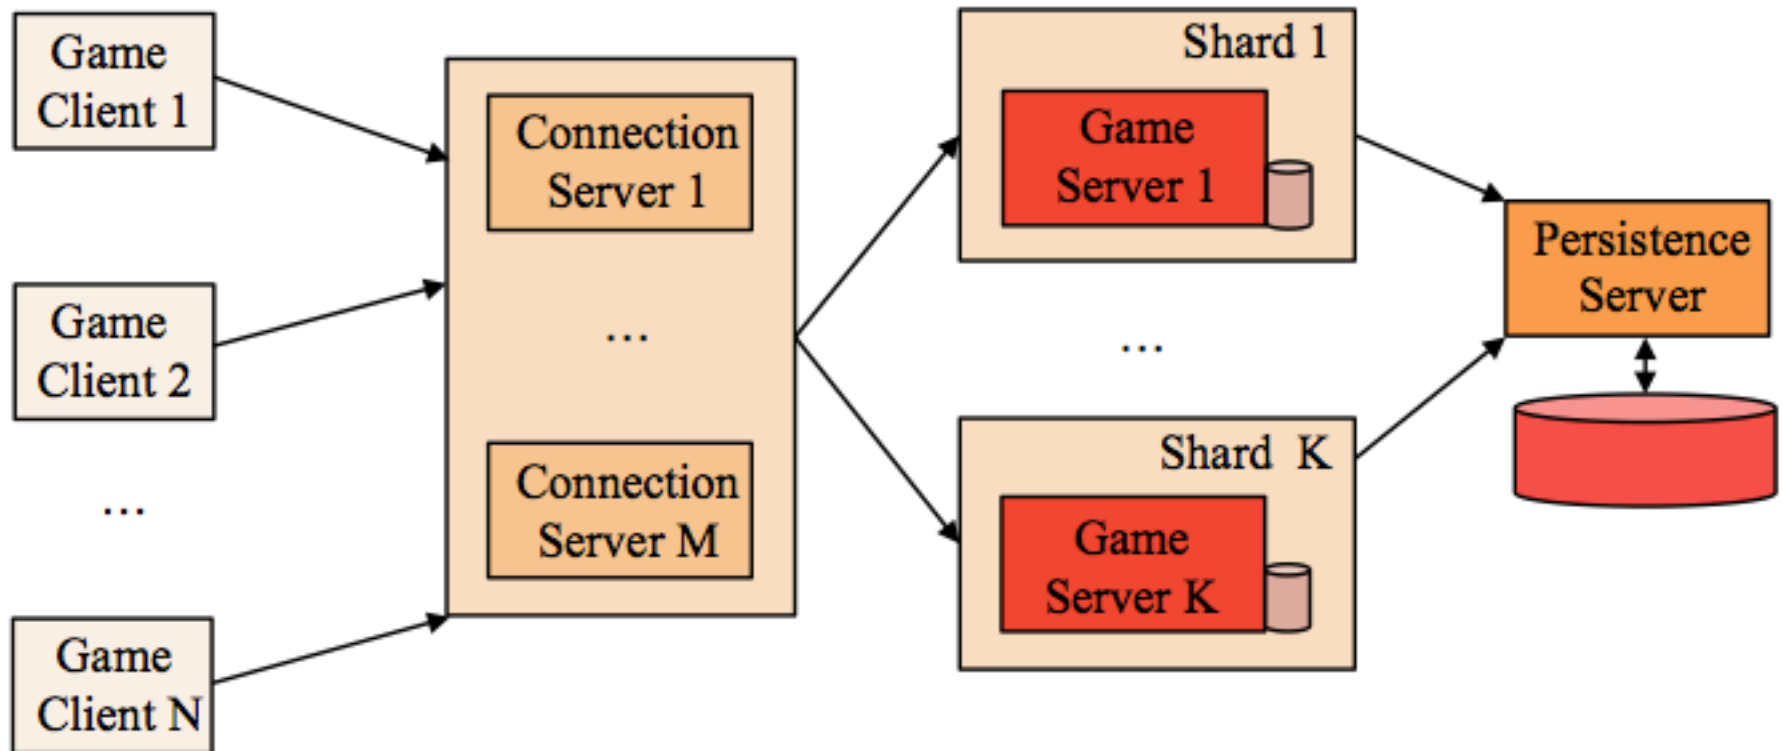 Game
Client 1
Game
Client 2
...
Game
Client N
Connection
Server 1
...
Connection
Server M
Shard 1
Game
Server 1
...
Shard K
Game
Server K
Persistence
Server